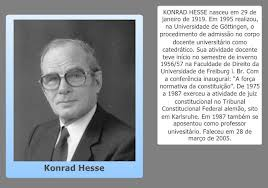 KONRAD HESSE nasceu em 29 de
janeiro de 1919. Em 1995 realizou,
na Universidade de Göttingen, o
procedimento de admissão no corpo
docente universitário como
catedrático. Sua atividade docente
teve início no semestre de inverno
1956/57 na Faculdade de Direito da
Universidade de Freiburg i. Br. Com
a conferência inaugural: "A força
normativa da constituição". De 1975
a 1987 exerceu a atividade de juiz
constitucional no Tribunal
Constitucional Federal alemão, sito
em Karlsruhe. Em 1987 também se
aposentou como professor
univesitário. Faleceu em 28 de
março de 2005.
Konrad Hesse